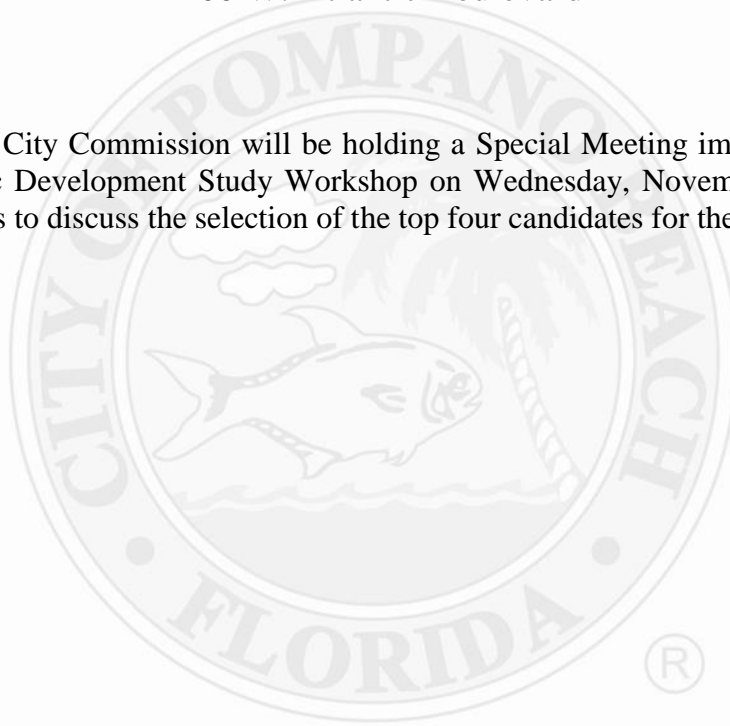 City Commission will be holding a Special Meeting im
Development Study Workshop on Wednesday, Novem
s to discuss the selection of the top four candidates for the
CITY OF POMPANO BEACH
FLORIDA
®